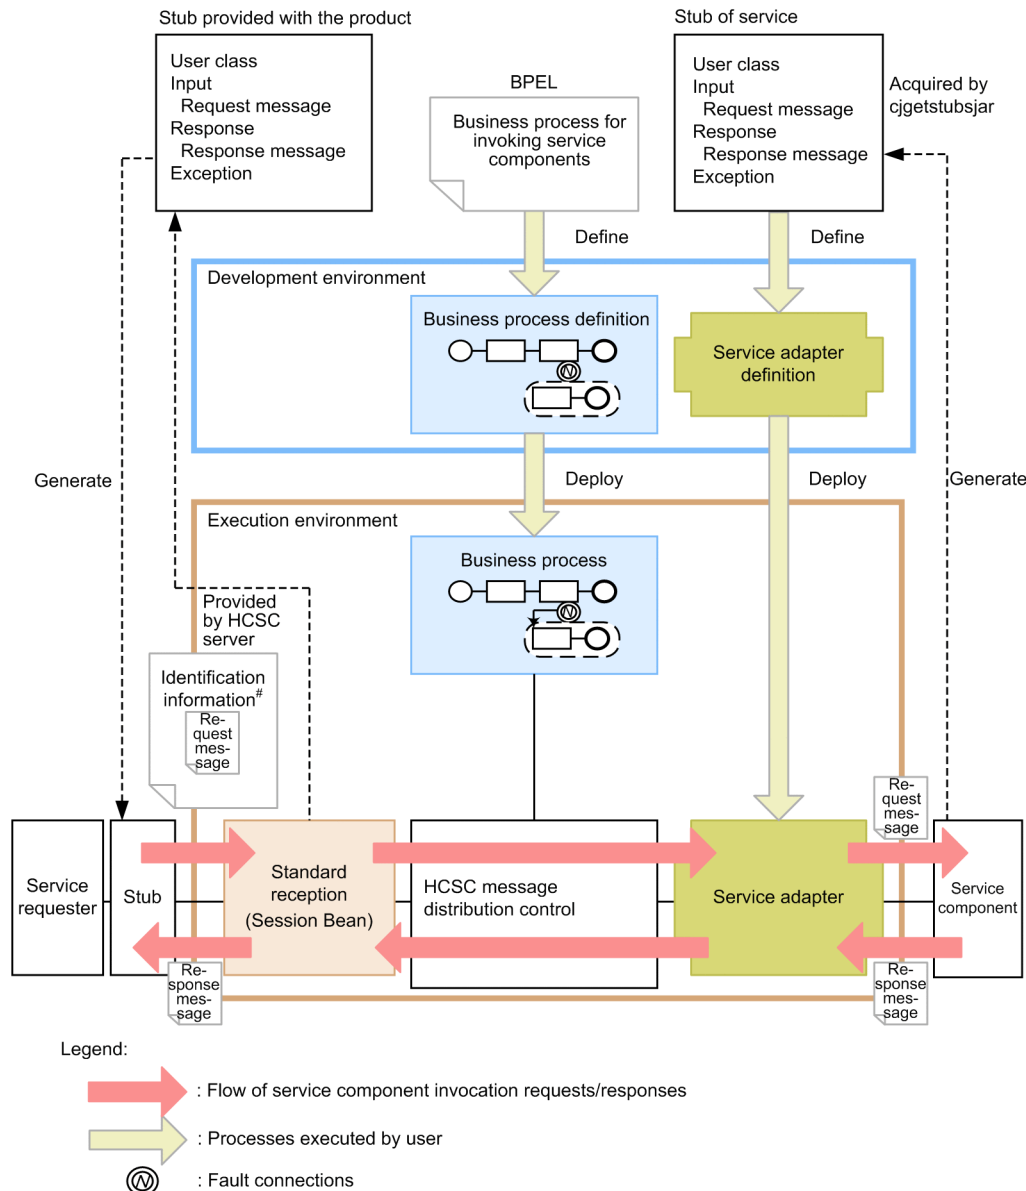 Stub provided with the product
Stub of service
User class
Input
Request message
Response
Response message
Exception
BPEL
Business process for
invoking service
components
User class
Input
Request message
Response
Response message
Exception
Acquired by
cjgetstubsjar
Define
Define
Development environment
Business process definition
Service adapter
definition
Generate
Deploy
Deploy
Generate
Execution environment
Business process
Provided
by HCSC
server
Identification
information#
Re-
quest
mes-
sage
Re-
quest
mes-
sage
Service
requester
Stub
Standard
reception
(Session Bean)
HCSC message
distribution control
Service adapter
Service
component
Re-
sponse
mes-
sage
Re-
sponse
mes-
sage
Legend:
: Flow of service component invocation requests/responses
: Processes executed by user
N : Fault connections